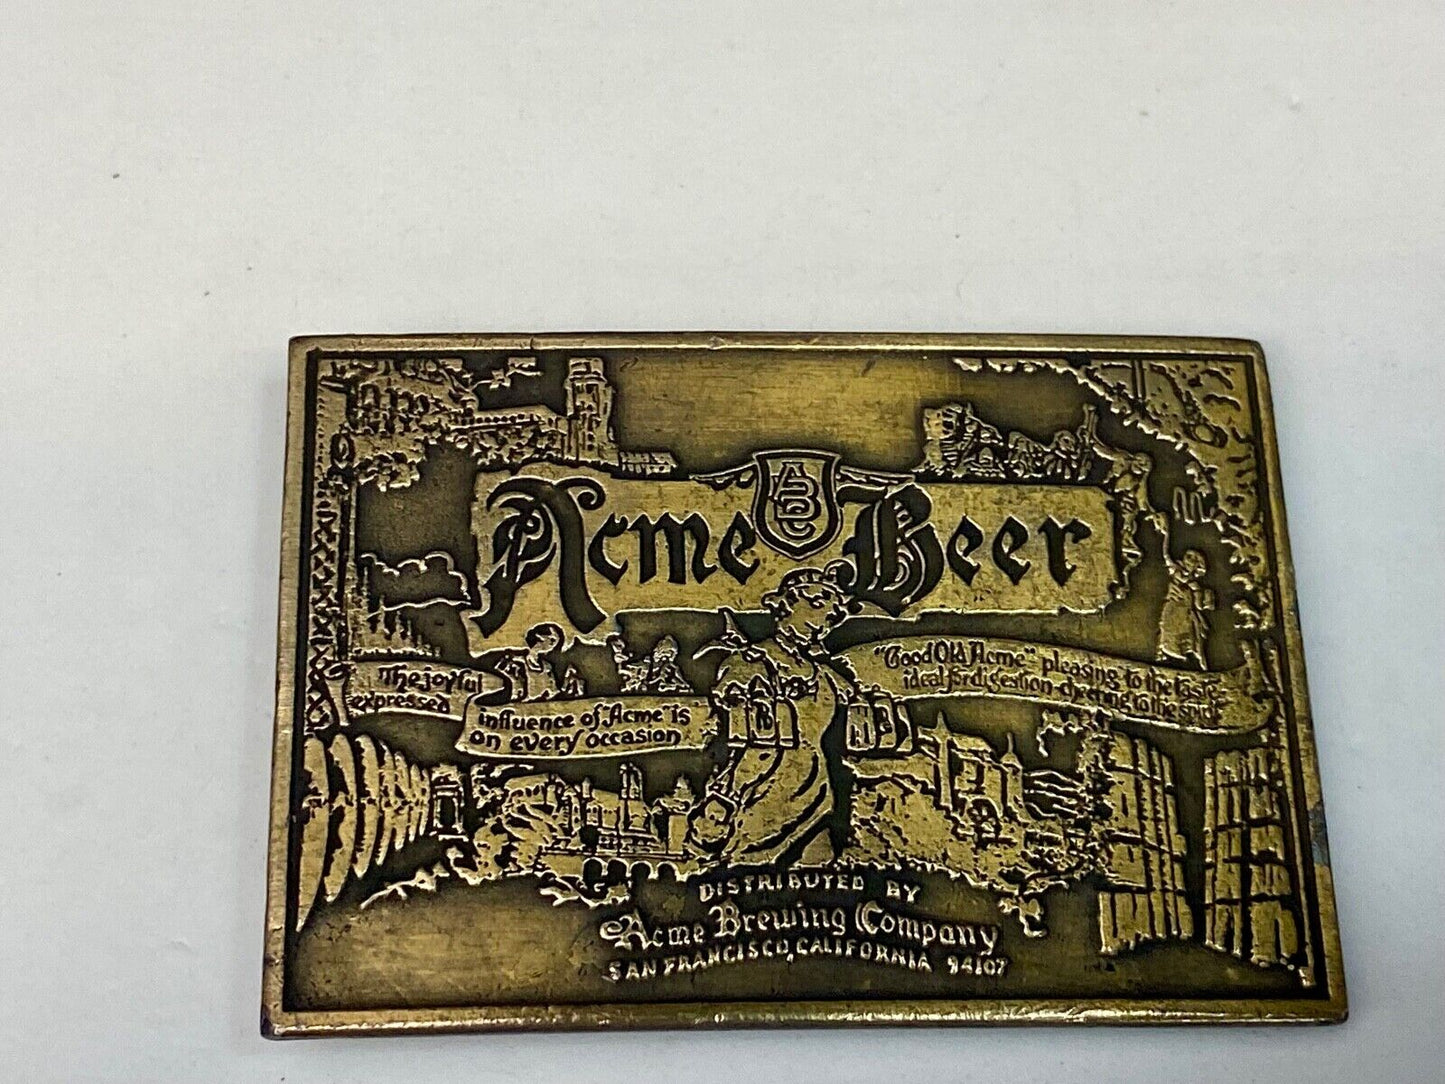 ABC
Acme Beer
The joyful
expressed
influence of "Acme" is
on every occasion
"Good Old Acme" pleasing to the taste-
ideal for digestion-cheering to the spirit
DISTRIBUTED BY
Acme Brewing Company
SAN FRANCISCO, CALIFORNIA 94107